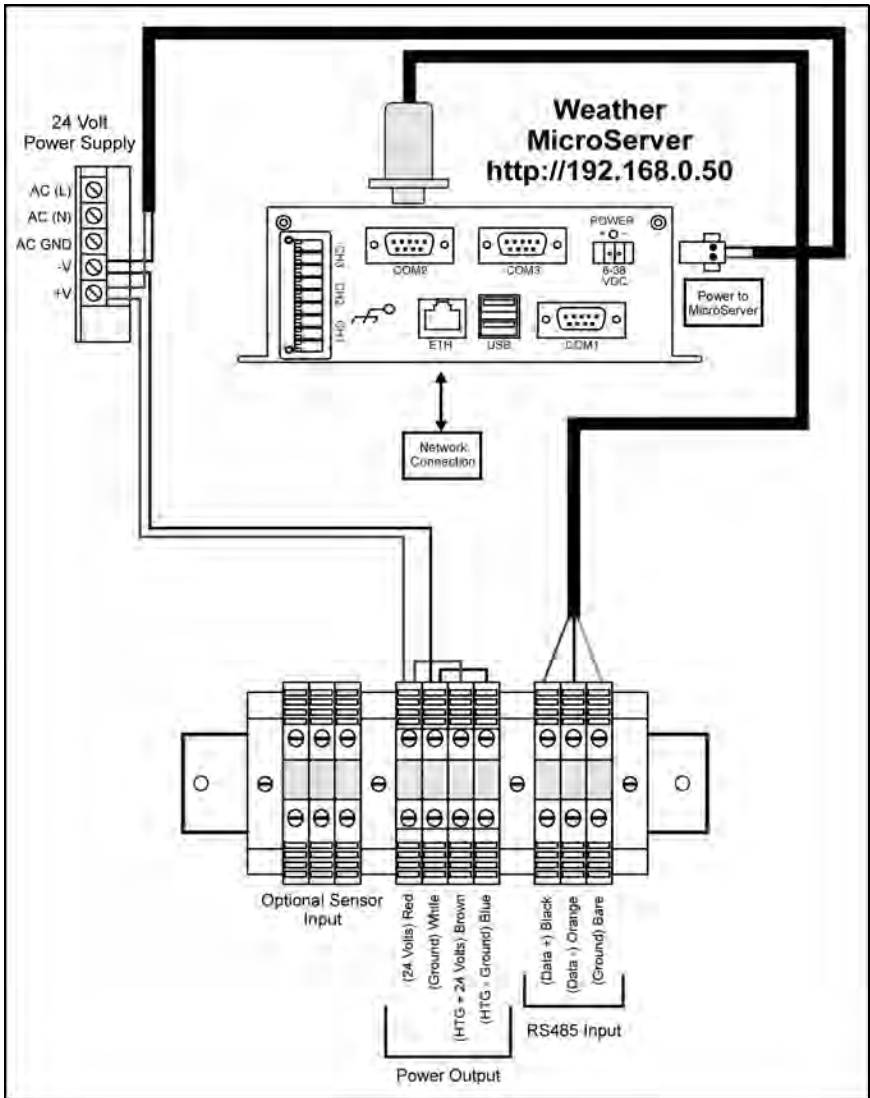 24 Volt
Power Supply
AC (L)
AC (N)
AC GND
-V
+V
Weather
MicroServer
http://192.168.0.50
POWER
+ -
6-38
VDC
COM2
COM3
CH3
CH2
CH1
ETH
USB
COM1
Power to
MicroServer
Network
Connection
Optional Sensor
Input
(24 Volts) Red
(Ground) White
(HTG + 24 Volts) Brown
(HTG - Ground) Blue
Power Output
(Data +) Black
(Data -) Orange
(Ground) Bare
RS485 Input